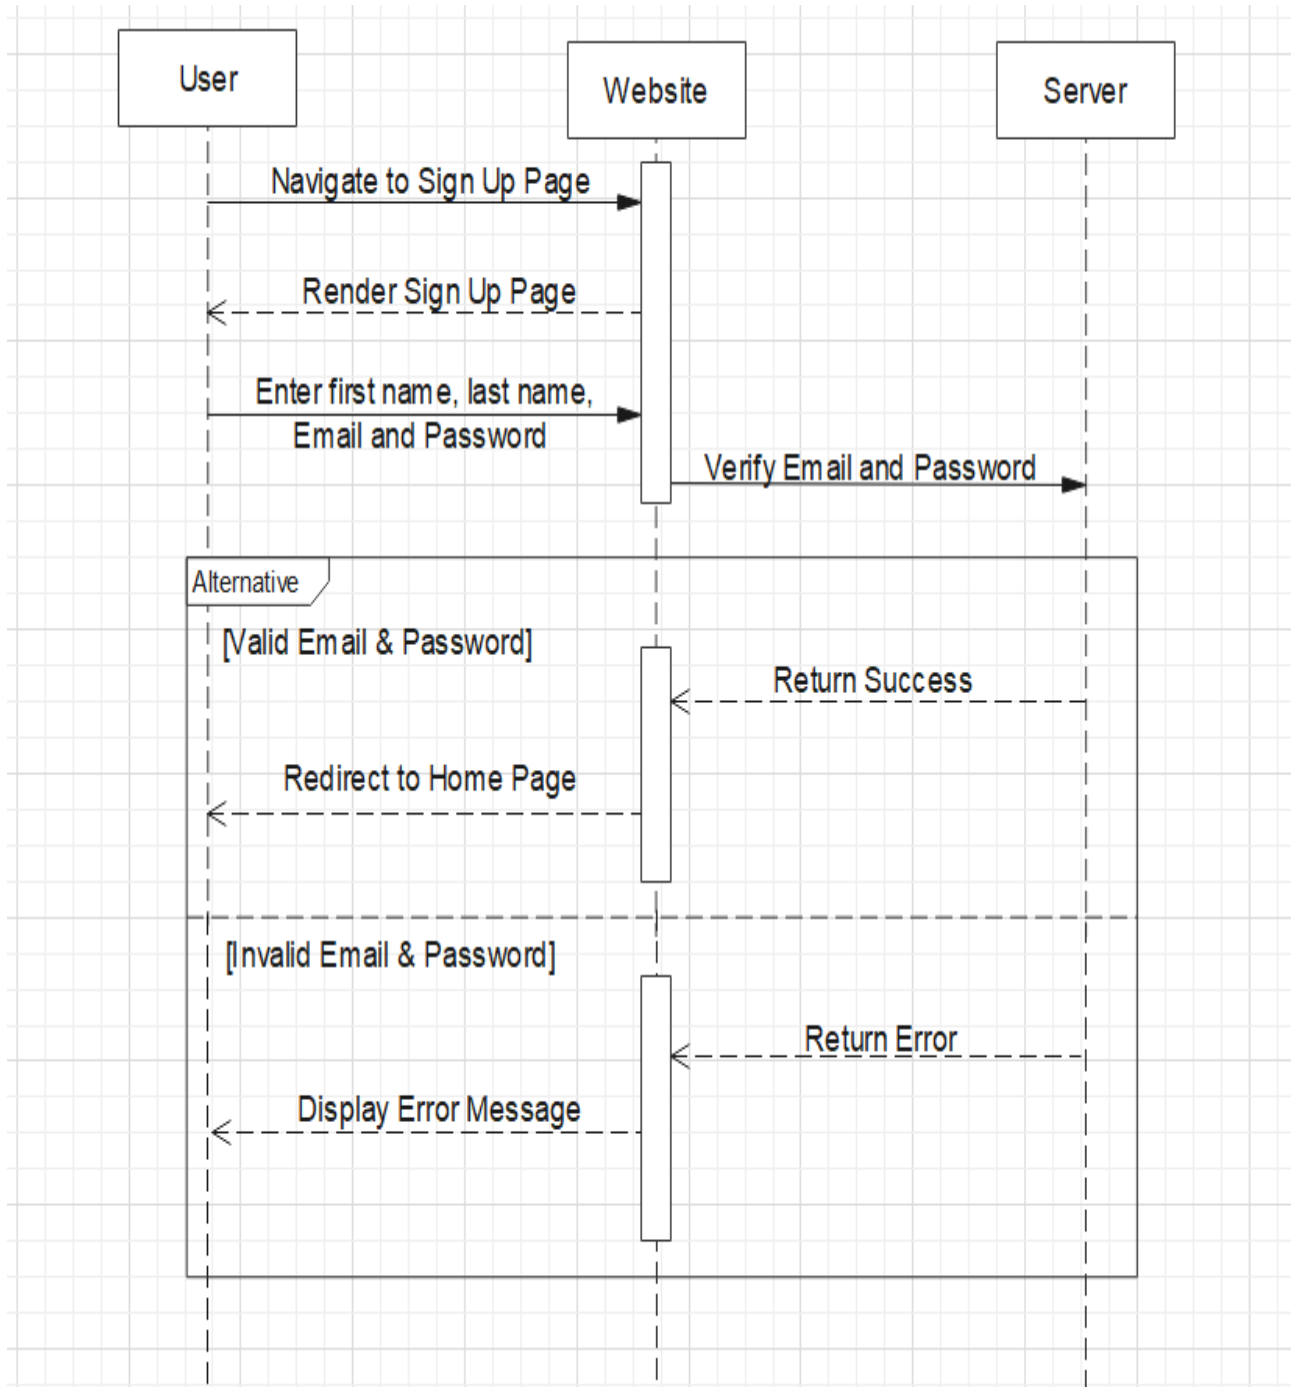 User
Website
Server
Navigate to Sign Up Page
Render Sign Up Page
Enter first name, last name,
Email and Password
Verify Email and Password
Alternative
[Valid Email & Password]
Return Success
Redirect to Home Page
[Invalid Email & Password]
Return Error
Display Error Message